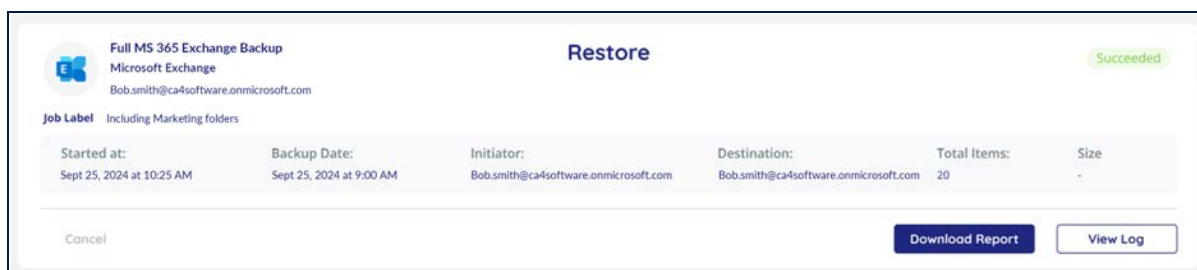 Full MS 365 Exchange Backup
Restore
Succeeded
Microsoft Exchange
E
Bob.smith@ca4software.onmicrosoft.com
Job Label Including Marketing folders
Started at: Backup Date: Initiator: Destination: Total Items: Size
Sept 25, 2024 at 10:25 AM Sept 25, 2024 at 9:00 AM Bob.smith@ca4software.onmicrosoft.com Bob.smith@ca4software.onmicrosoft.com 20 -
Cancel Download Report View Log